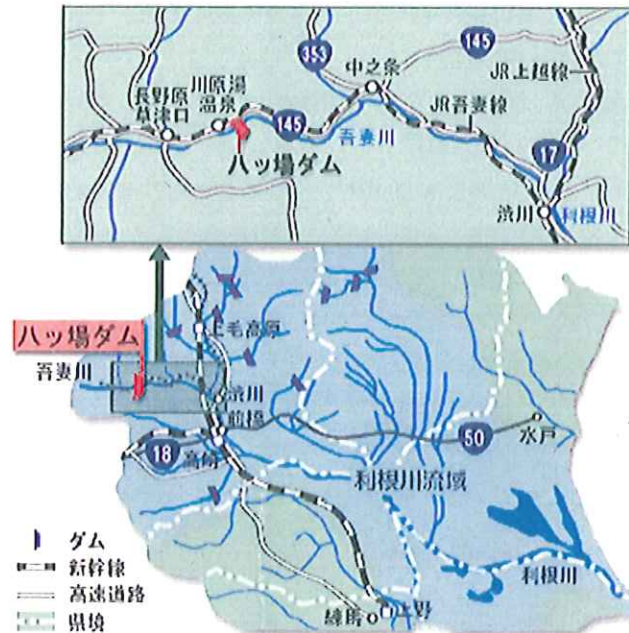 353
145
中之条
JR上越線
長野原
草津口
川原湯
温泉
JR吾妻線
145
吾妻川
17
八ッ場ダム
渋川
利根川
上毛高原
八ッ場ダム
吾妻川
渋川
前橋
18
高崎
50
水戸
利根川流域
ダム
新幹線
高速道路
県境
利根川
練馬
上野